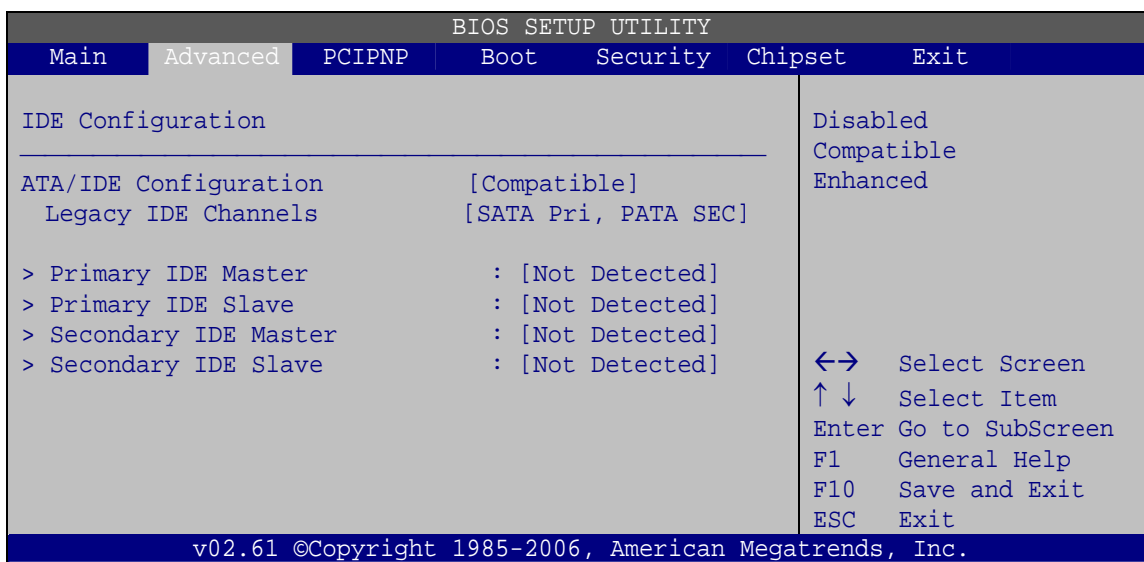 BIOS SETUP UTILITY
Main Advanced PCIPNP Boot Security Chipset Exit
IDE Configuration
ATA/IDE Configuration [Compatible]
Legacy IDE Channels [SATA Pri, PATA SEC]
> Primary IDE Master : [Not Detected]
> Primary IDE Slave : [Not Detected]
> Secondary IDE Master : [Not Detected]
> Secondary IDE Slave : [Not Detected]
Disabled
Compatible
Enhanced
←→ Select Screen
↑ ↓ Select Item
Enter Go to SubScreen
F1 General Help
F10 Save and Exit
ESC Exit
v02.61 ©Copyright 1985-2006, American Megatrends, Inc.